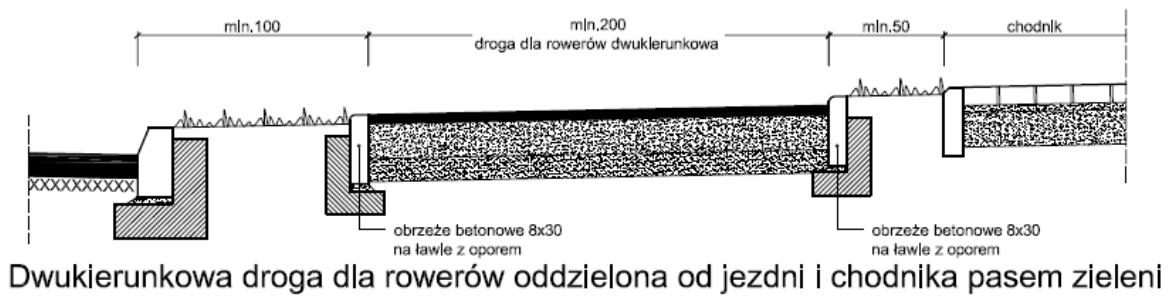 min.100
min.200
droga dla rowerów dwukierunkowa
min.50
chodnik
obrzeże betonowe 8x30
na ławie z oporem
obrzeże betonowe 8x30
na ławie z oporem
Dwukierunkowa droga dla rowerów oddzielona od jezdni i chodnika pasem zieleni